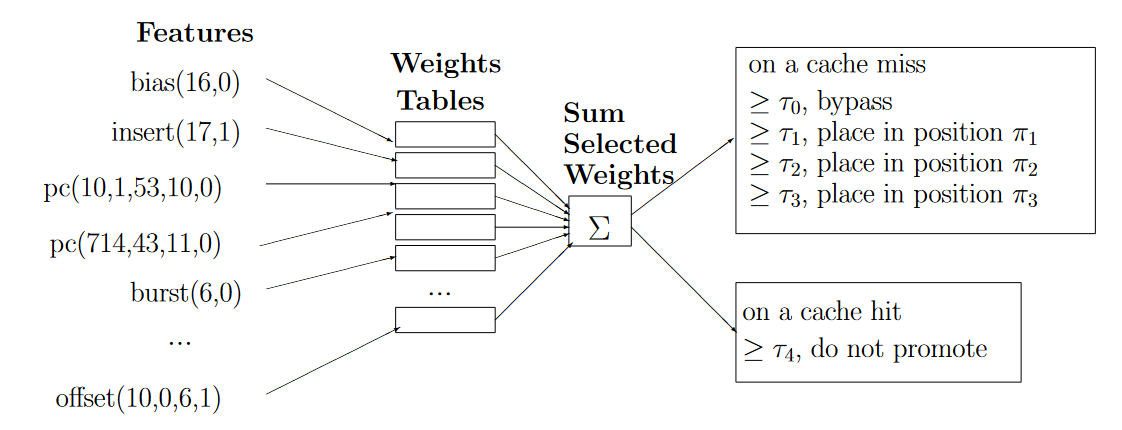 Features
bias(16,0)
insert(17,1)
pc(10,1,53,10,0)
pc(714,43,11,0)
burst(6,0)
...
offset(10,0,6,1)
Weights
Tables
...
Sum
Selected
Weights
Σ
on a cache miss
≥ τ0, bypass
≥ τ1, place in position π1
≥ τ2, place in position π2
≥ τ3, place in position π3
on a cache hit
≥ τ4, do not promote